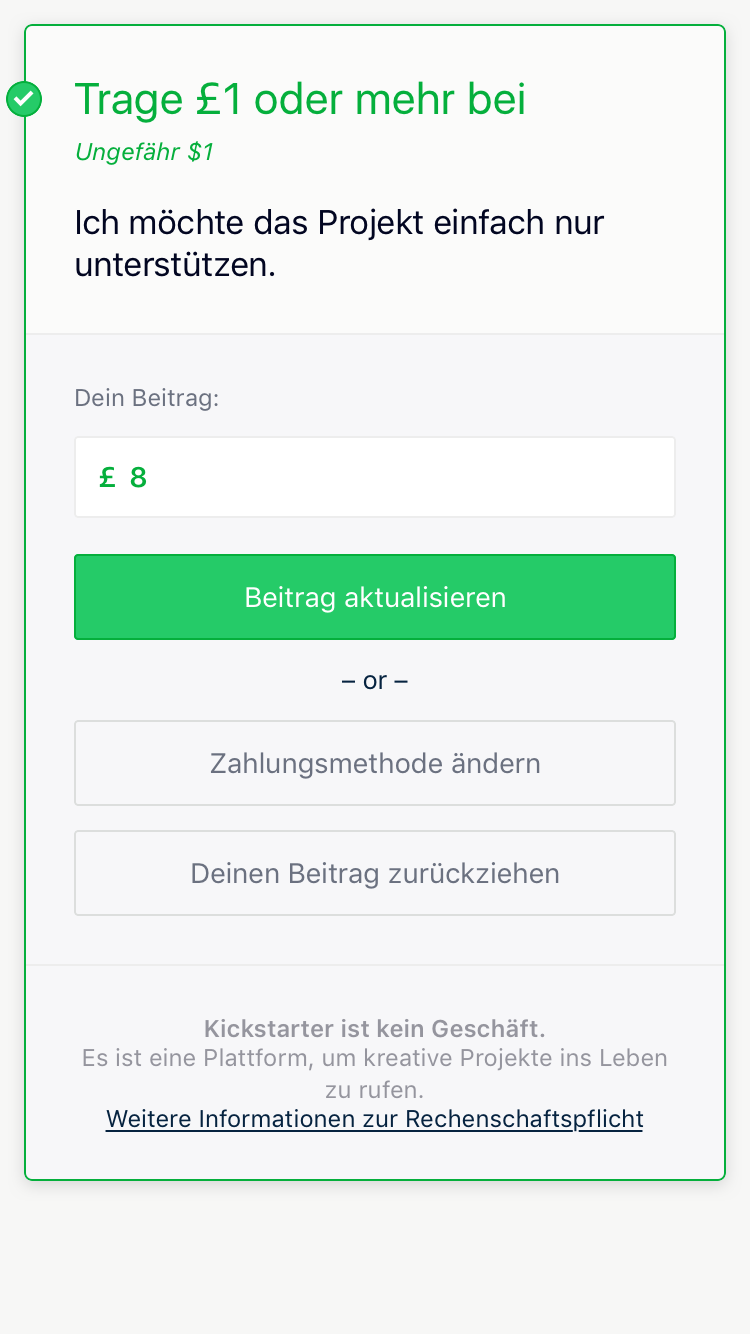 Trage £1 oder mehr bei
Ungefähr $1
Ich möchte das Projekt einfach nur
unterstützen.
Dein Beitrag:
£ 8
Beitrag aktualisieren
– or –
Zahlungsmethode ändern
Deinen Beitrag zurückziehen
Kickstarter ist kein Geschäft.
Es ist eine Plattform, um kreative Projekte ins Leben
zu rufen.
Weitere Informationen zur Rechenschaftspflicht